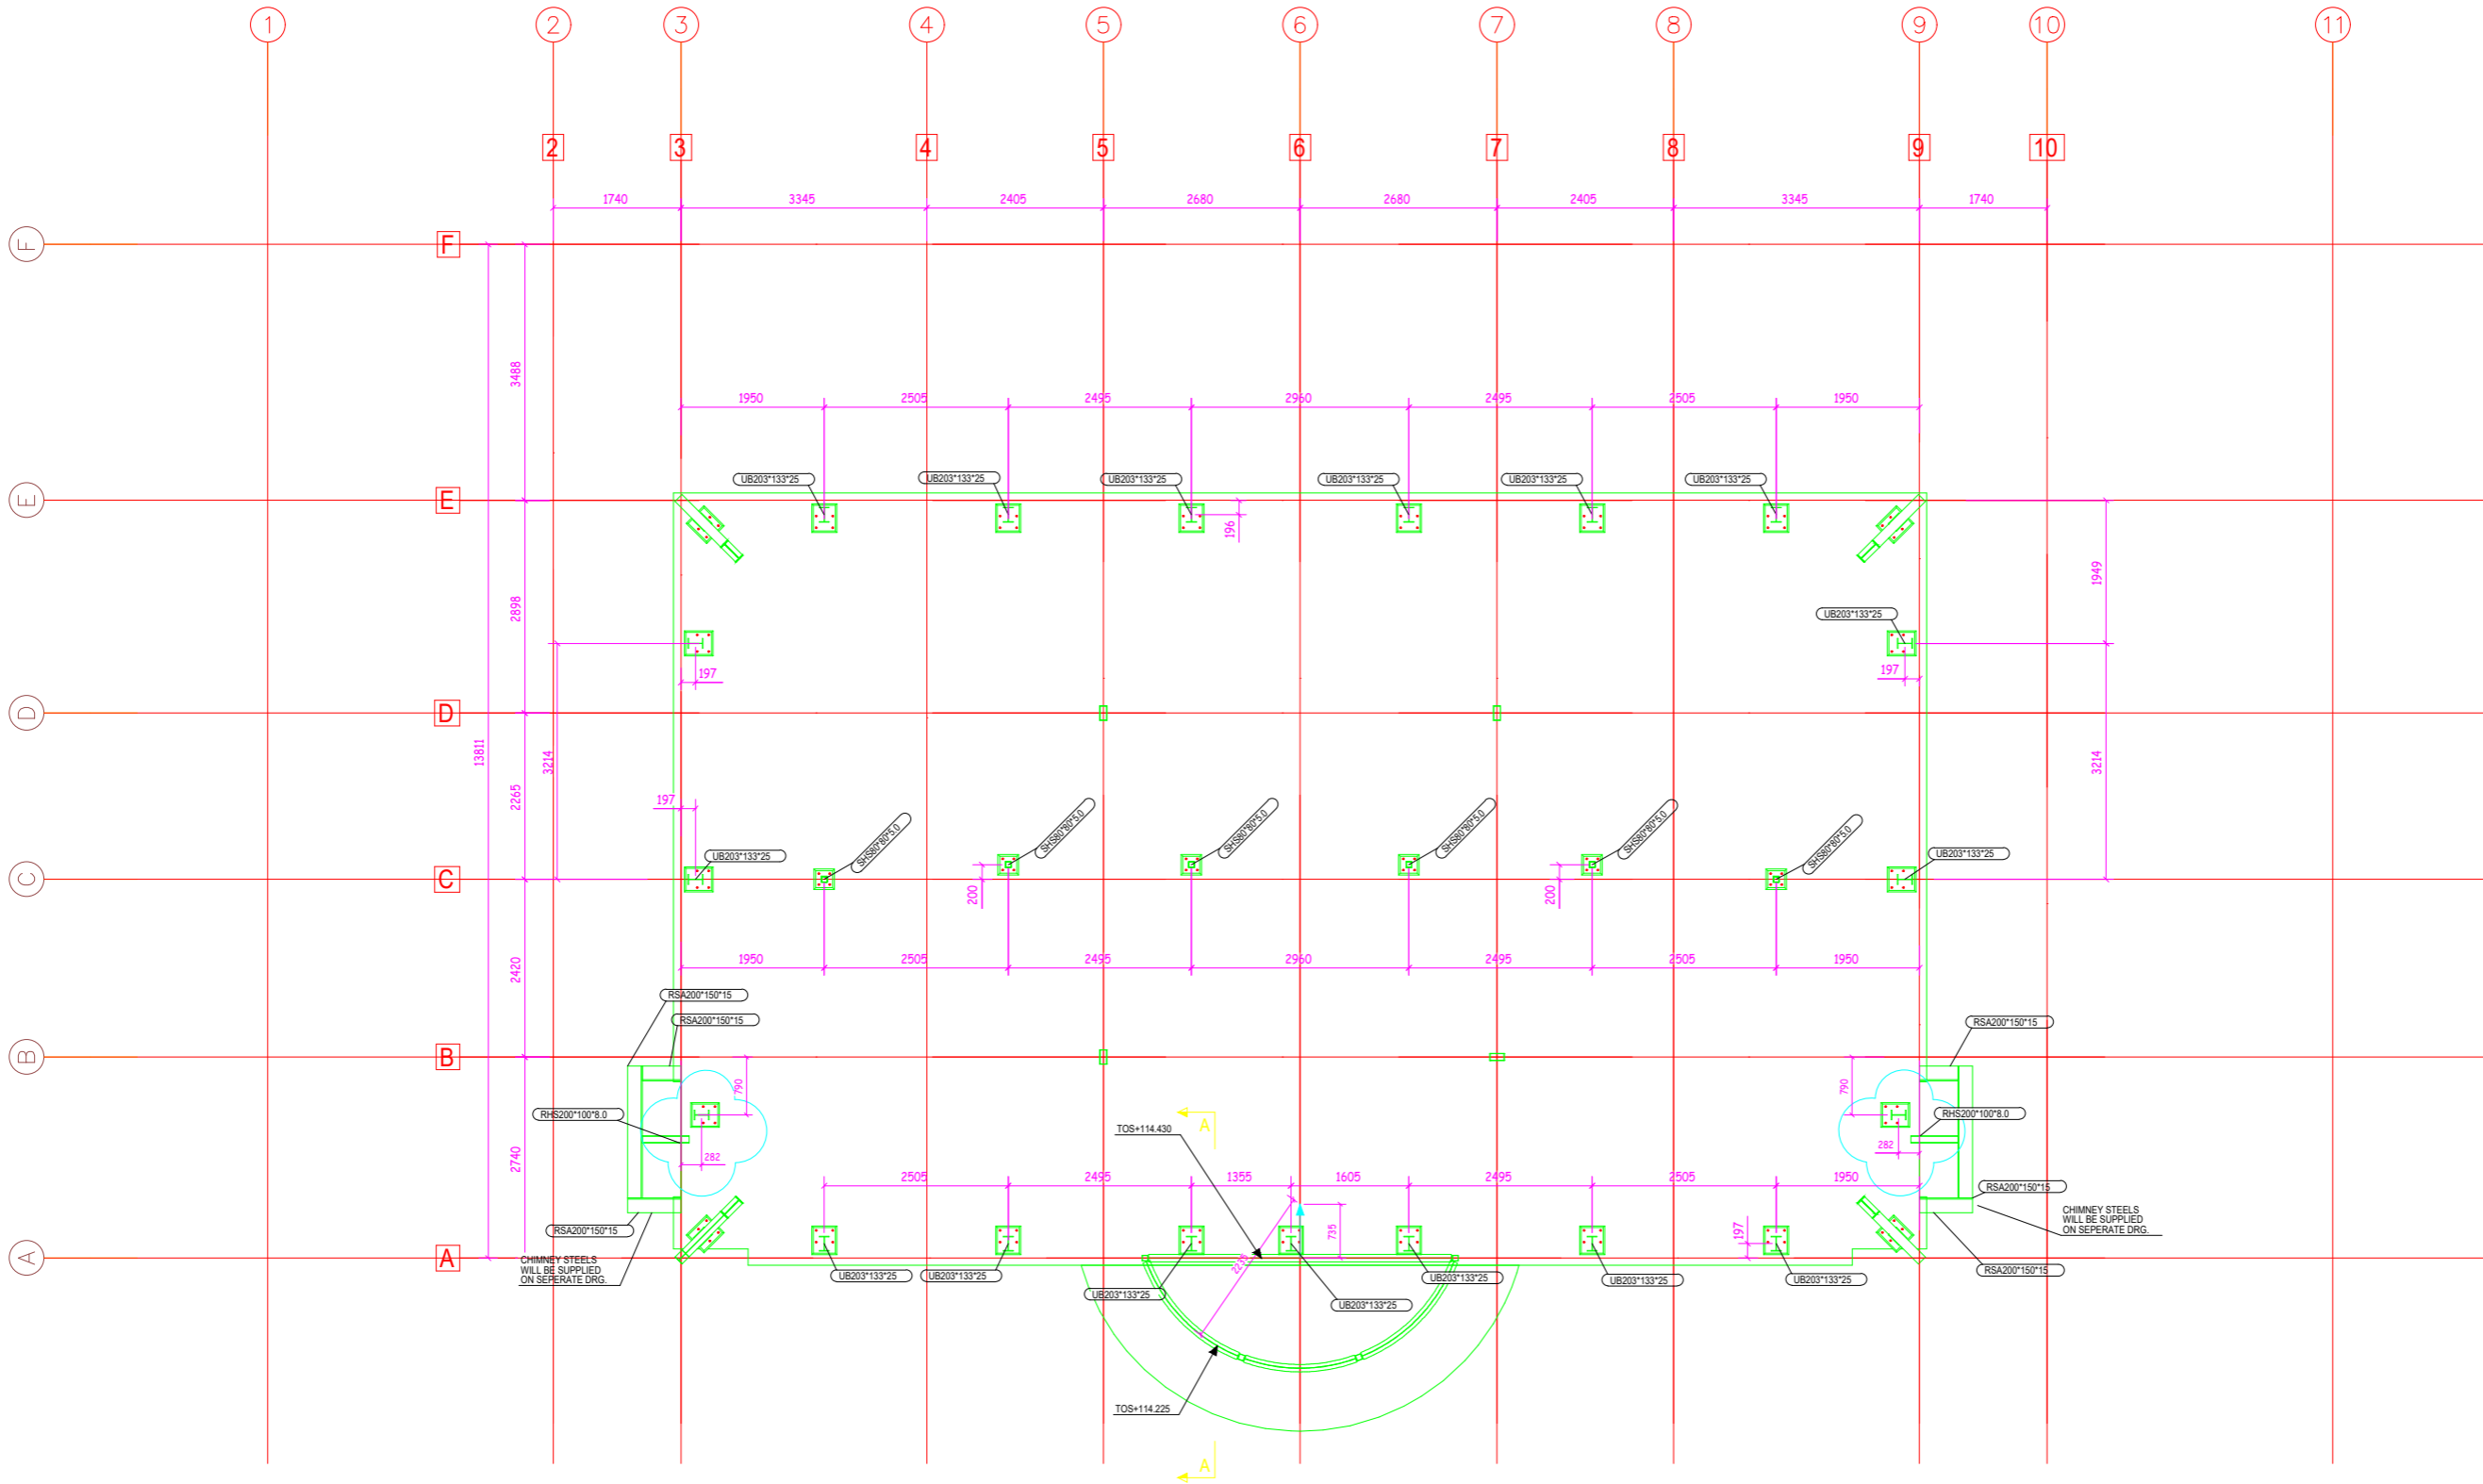 1 2 3 4 5 6 7 8 9 10 11
2 3 4 5 6 7 8 9 10
1740 3345 2405 2680 2680 2405 3345 1740
F F
3488
1950 2505 2495 2960 2495 2505 1950
UB203*133*25 UB203*133*25 UB203*133*25 UB203*133*25 UB203*133*25 UB203*133*25
E E
196
1949
2898
UB203*133*25
197 197
D D
13811
3214
2265
3214
197
SHS80*80*5.0 SHS80*80*5.0 SHS80*80*5.0 SHS80*80*5.0 SHS80*80*5.0 SHS80*80*5.0
UB203*133*25 UB203*133*25
C C
200 200
1950 2505 2495 2960 2495 2505 1950
2420
RSA200*150*15
RSA200*150*15 RSA200*150*15
B B
790 790
RHS200*100*8.0 RHS200*100*8.0
TOS+114.430
A
2740
282 282
2505 2495 1355 1605 2495 2505 1950
RSA200*150*15
735
197
2235
RSA200*150*15
CHIMNEY STEELS
WILL BE SUPPLIED
ON SEPERATE DRG.
A A
CHIMNEY STEELS
WILL BE SUPPLIED
ON SEPERATE DRG.
RSA200*150*15
UB203*133*25 UB203*133*25 UB203*133*25 UB203*133*25 UB203*133*25
UB203*133*25 UB203*133*25
TOS+114.225
A